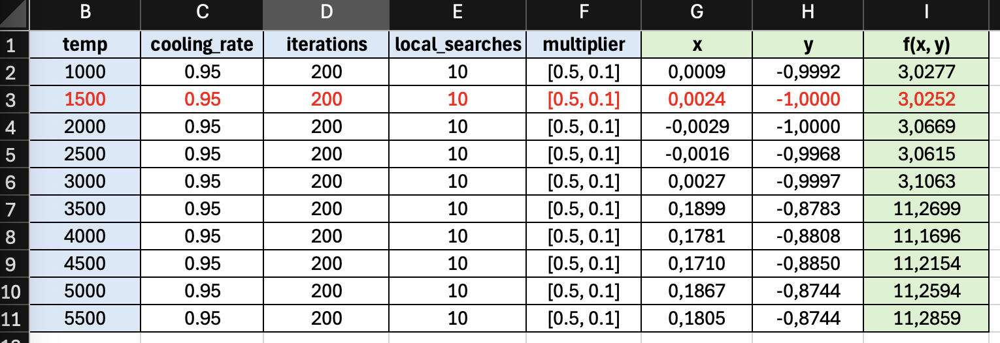 B C D E F G H I
1 temp cooling_rate iterations local_searches multiplier x y f(x, y)
2 1000 0.95 200 10 [0.5, 0.1] 0,0009 -0,9992 3,0277
3 1500 0.95 200 10 [0.5, 0.1] 0,0024 -1,0000 3,0252
4 2000 0.95 200 10 [0.5, 0.1] -0,0029 -1,0000 3,0669
5 2500 0.95 200 10 [0.5, 0.1] -0,0016 -0,9968 3,0615
6 3000 0.95 200 10 [0.5, 0.1] 0,0027 -0,9997 3,1063
7 3500 0.95 200 10 [0.5, 0.1] 0,1899 -0,8783 11,2699
8 4000 0.95 200 10 [0.5, 0.1] 0,1781 -0,8808 11,1696
9 4500 0.95 200 10 [0.5, 0.1] 0,1710 -0,8850 11,2154
10 5000 0.95 200 10 [0.5, 0.1] 0,1867 -0,8744 11,2594
11 5500 0.95 200 10 [0.5, 0.1] 0,1805 -0,8744 11,2859